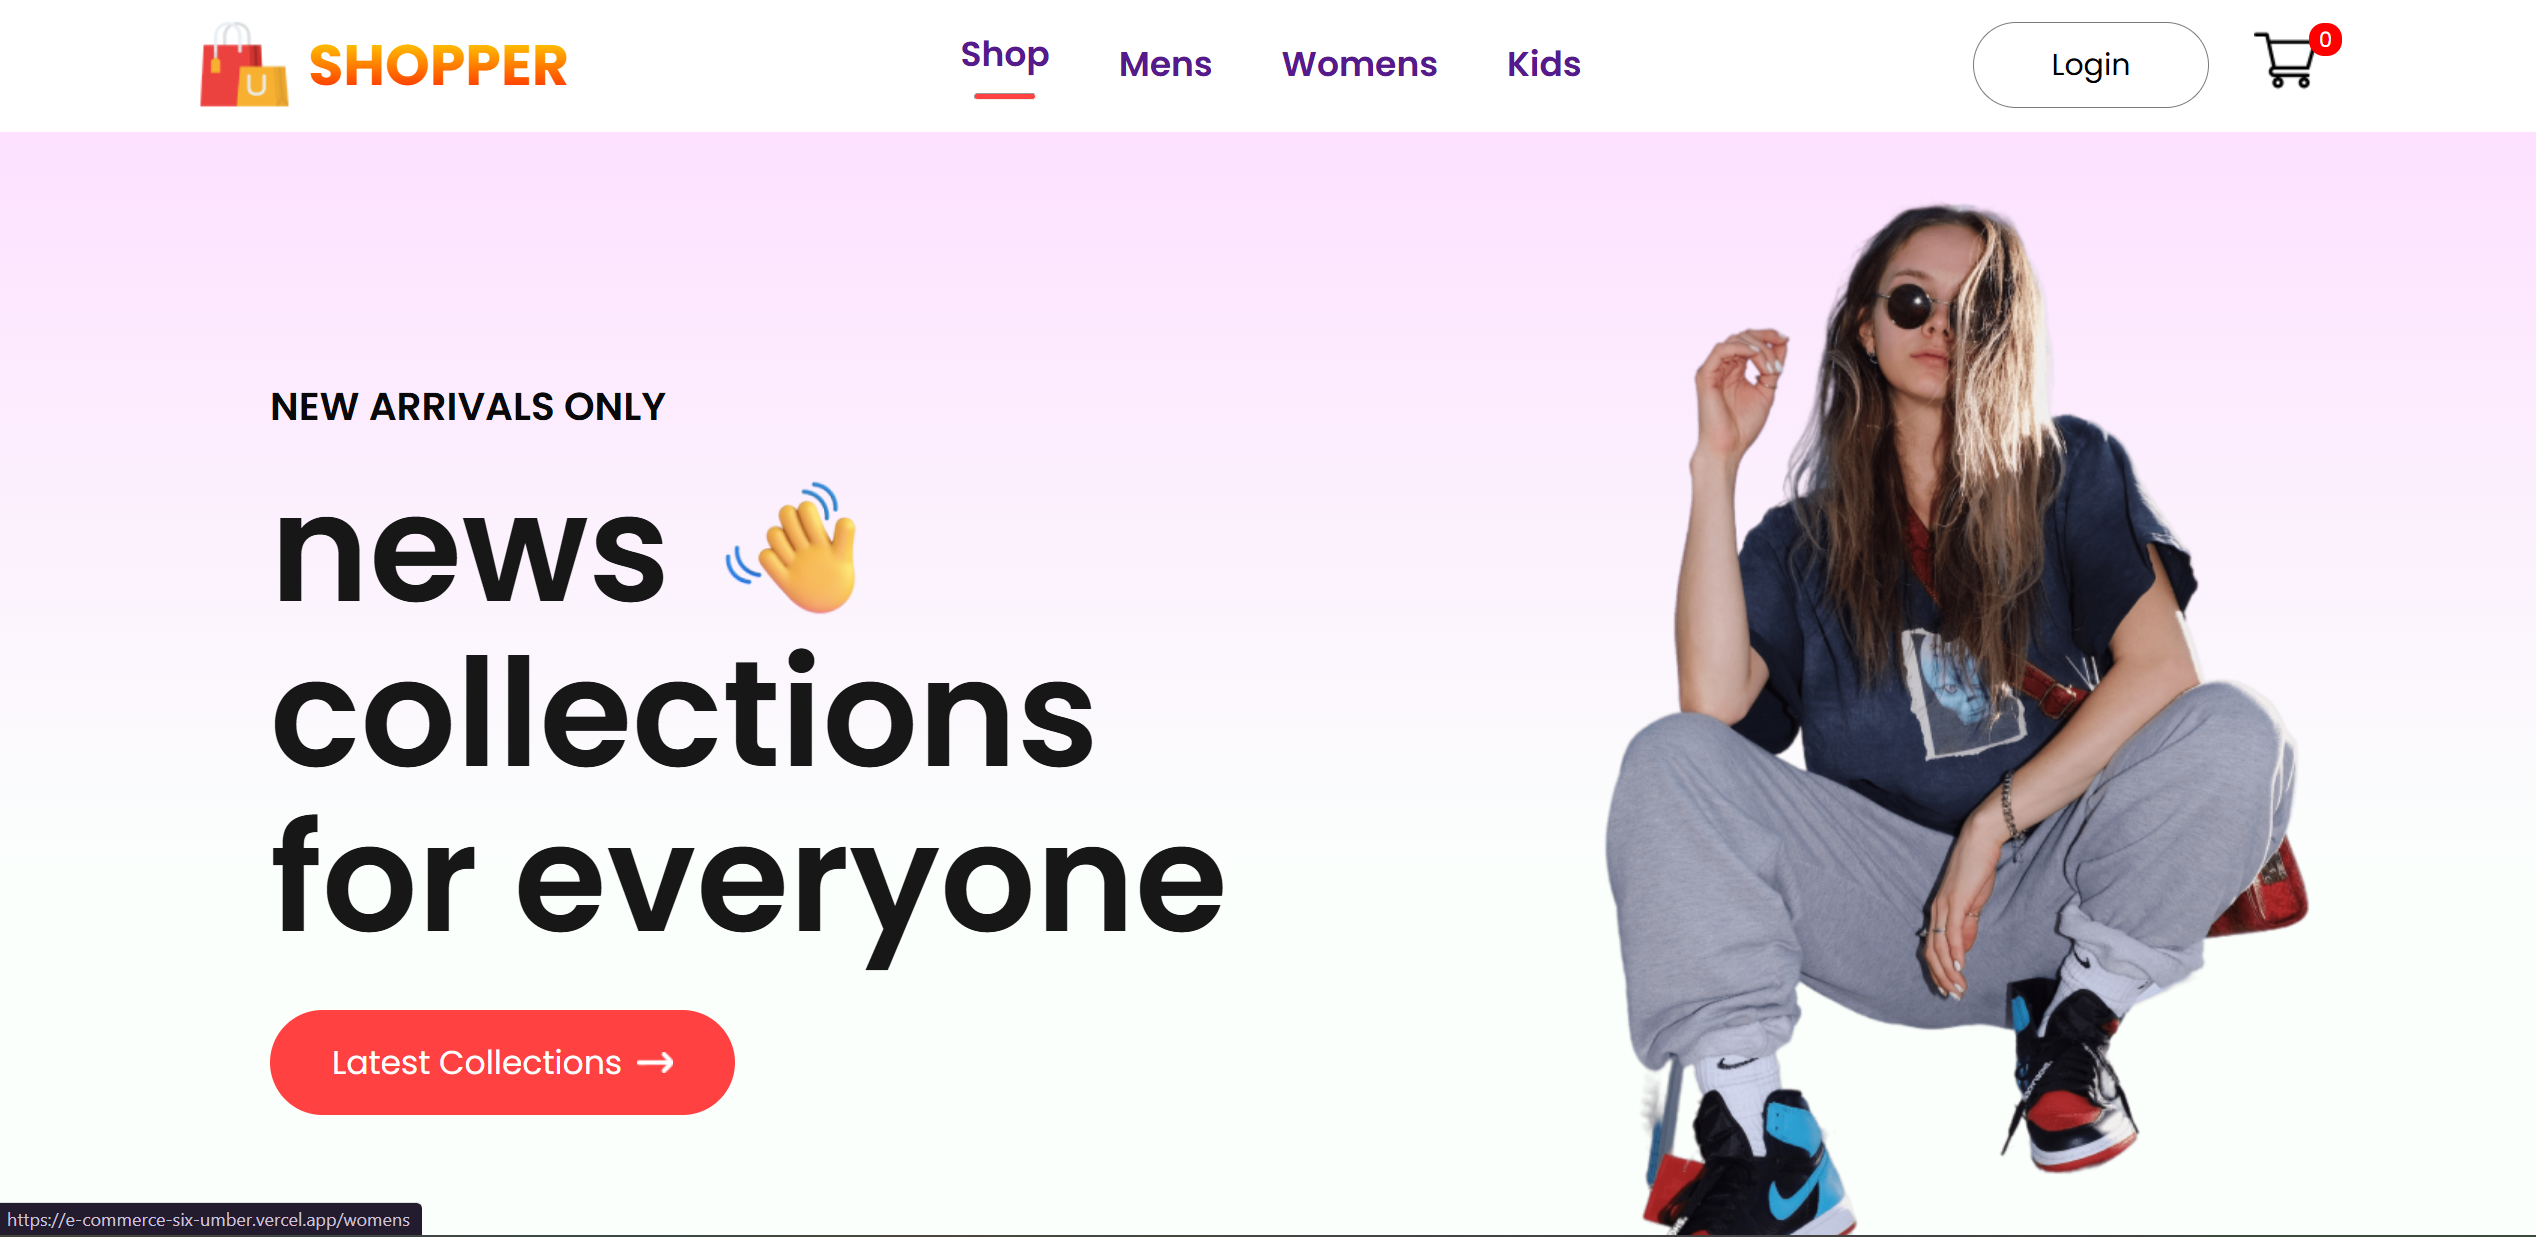 U
SHOPPER
Shop
Mens
Womens
Kids
Login
0
NEW ARRIVALS ONLY
news 👋
collections
for everyone
Latest Collections →
https://e-commerce-six-umber.vercel.app/womens